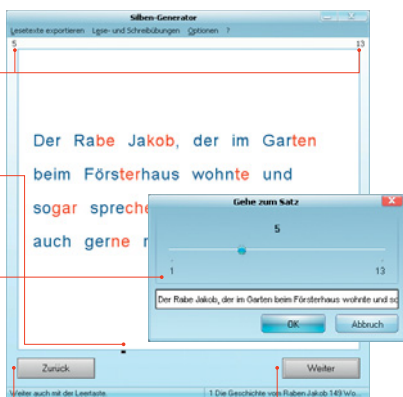 Silben-Generator
Lesetexte exportieren Lese- und Schreibübungen Optionen ?
5 13
Der Rabe Jakob, der im Garten
beim Försterhaus wohnte und
sogar spreche
auch gerne
Gehe zum Satz
5
1 13
Der Rabe Jakob, der im Garten beim Försterhaus wohnte und so
OK Abbruch
Zurück Weiter
Weiter auch mit der Leertaste. 1 Die Geschichte vom Raben Jakob 149 Wo...